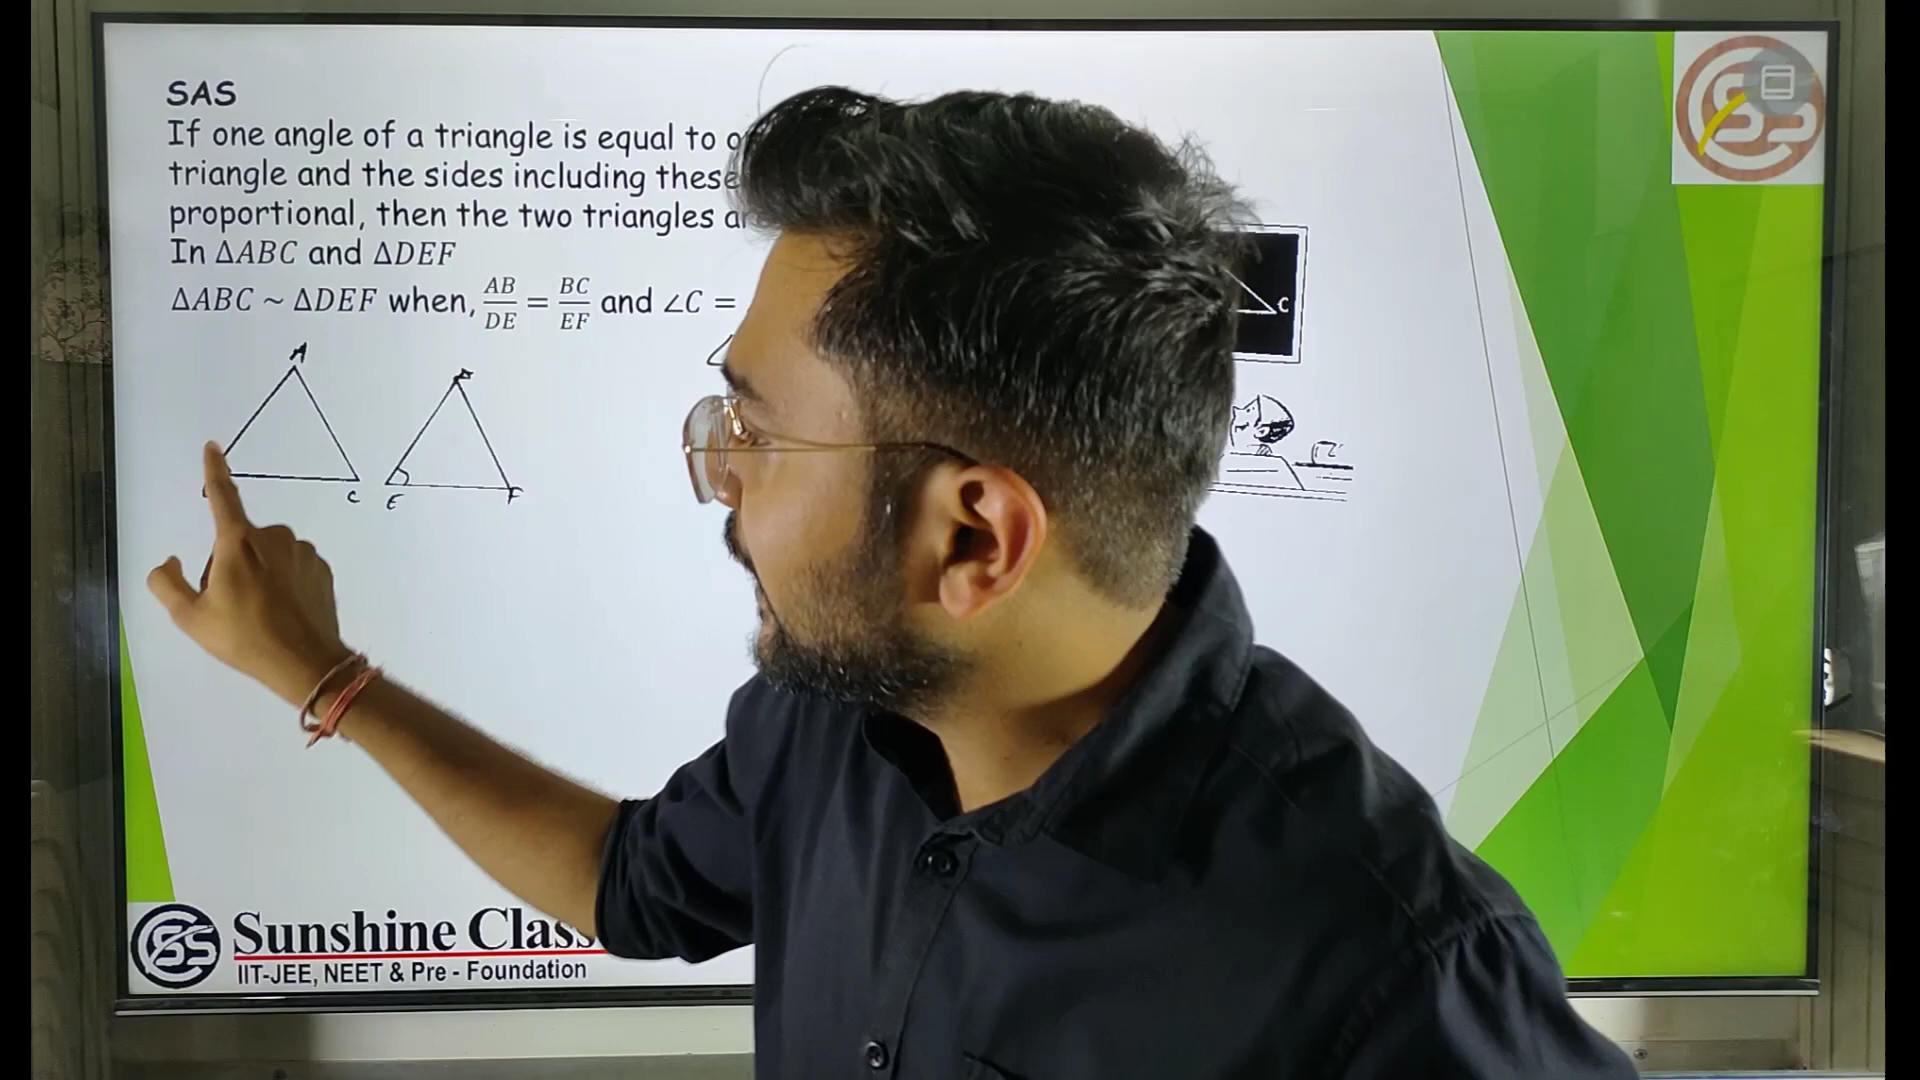 SAS
If one angle of a triangle is equal to
triangle and the sides including these
proportional, then the two triangles
In ΔABC and ΔDEF
ΔABC ~ ΔDEF when, AB/DE = BC/EF and ∠C =
A
C
E
F
C
Sunshine Class
IIT-JEE, NEET & Pre - Foundation